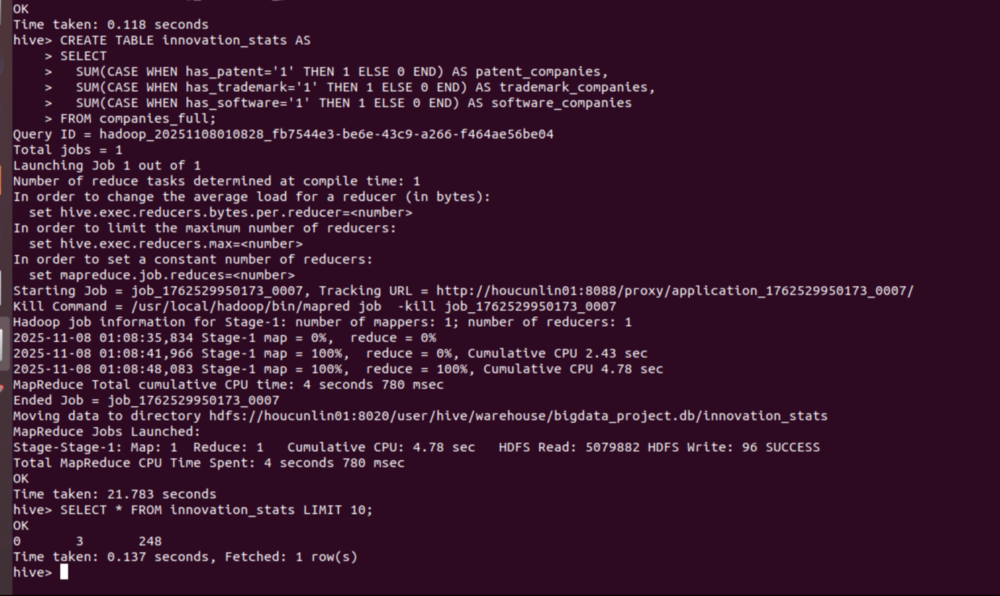 OK
Time taken: 0.118 seconds
hive> CREATE TABLE innovation_stats AS
    > SELECT
    >   SUM(CASE WHEN has_patent='1' THEN 1 ELSE 0 END) AS patent_companies,
    >   SUM(CASE WHEN has_trademark='1' THEN 1 ELSE 0 END) AS trademark_companies,
    >   SUM(CASE WHEN has_software='1' THEN 1 ELSE 0 END) AS software_companies
    > FROM companies_full;
Query ID = hadoop_20251108010828_fb7544e3-be6e-43c9-a266-f464ae56be04
Total jobs = 1
Launching Job 1 out of 1
Number of reduce tasks determined at compile time: 1
In order to change the average load for a reducer (in bytes):
  set hive.exec.reducers.bytes.per.reducer=<number>
In order to limit the maximum number of reducers:
  set hive.exec.reducers.max=<number>
In order to set a constant number of reducers:
  set mapreduce.job.reduces=<number>
Starting Job = job_1762529950173_0007, Tracking URL = http://houcunlin01:8088/proxy/application_1762529950173_0007/
Kill Command = /usr/local/hadoop/bin/mapred job  -kill job_1762529950173_0007
Hadoop job information for Stage-1: number of mappers: 1; number of reducers: 1
2025-11-08 01:08:35,834 Stage-1 map = 0%,  reduce = 0%
2025-11-08 01:08:41,966 Stage-1 map = 100%,  reduce = 0%, Cumulative CPU 2.43 sec
2025-11-08 01:08:48,083 Stage-1 map = 100%,  reduce = 100%, Cumulative CPU 4.78 sec
MapReduce Total cumulative CPU time: 4 seconds 780 msec
Ended Job = job_1762529950173_0007
Moving data to directory hdfs://houcunlin01:8020/user/hive/warehouse/bigdata_project.db/innovation_stats
MapReduce Jobs Launched:
Stage-Stage-1: Map: 1  Reduce: 1   Cumulative CPU: 4.78 sec   HDFS Read: 5079882 HDFS Write: 96 SUCCESS
Total MapReduce CPU Time Spent: 4 seconds 780 msec
OK
Time taken: 21.783 seconds
hive> SELECT * FROM innovation_stats LIMIT 10;
OK
0       3       248
Time taken: 0.137 seconds, Fetched: 1 row(s)
hive>